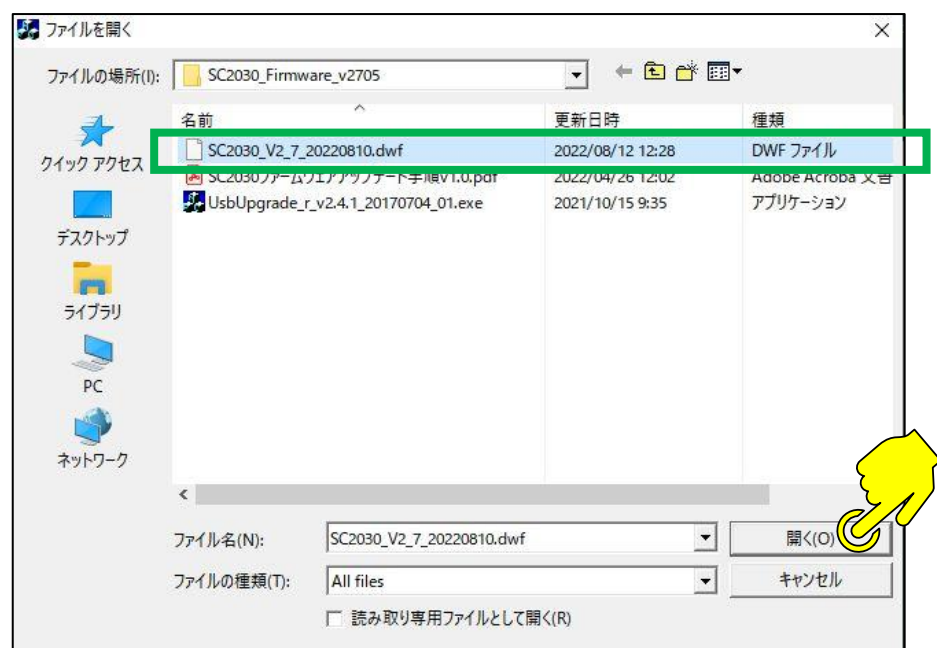 ファイルを開く
ファイルの場所(I): SC2030_Firmware_v2705
名前 更新日時 種類
SC2030_V2_7_20220810.dwf 2022/08/12 12:28 DWF ファイル
SC2030ファームウエアアップデート手順v1.0.pdf 2022/04/26 12:02 Adobe Acroba 文書
UsbUpgrade_r_v2.4.1_20170704_01.exe 2021/10/15 9:35 アプリケーション
クイック アクセス
デスクトップ
ライブラリ
PC
ネットワーク
ファイル名(N): SC2030_V2_7_20220810.dwf 開く(O)
ファイルの種類(T): All files キャンセル
読み取り専用ファイルとして開く(R)